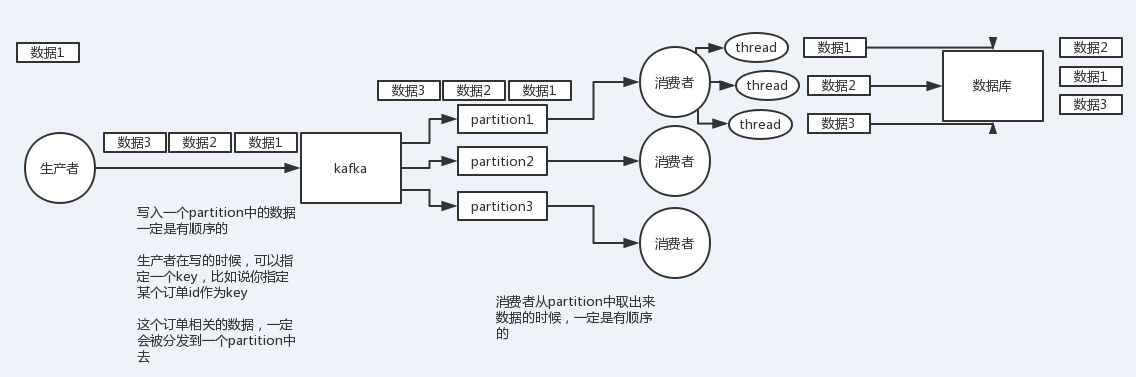 数据1
生产者
数据3
数据2
数据1
kafka
写入一个partition中的数据
一定是有顺序的
生产者在写的时候，可以指
定一个key，比如说你指定
某个订单id作为key
这个订单相关的数据，一定
会被分发到一个partition中
去
数据3
数据2
数据1
partition1
partition2
partition3
消费者
消费者
消费者
消费者从partition中取出来
数据的时候，一定是有顺序
的
thread
thread
thread
数据1
数据2
数据3
数据库
数据2
数据1
数据3